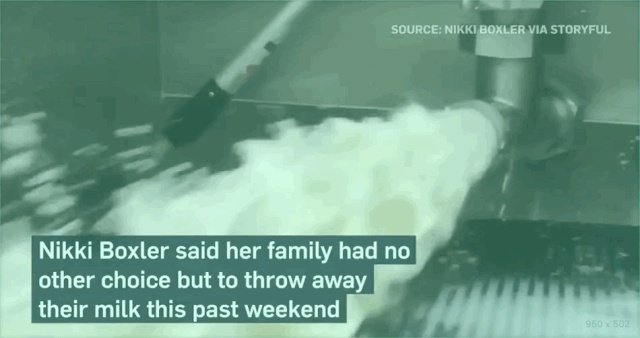 SOURCE: NIKKI BOXLER VIA STORYFUL
Nikki Boxler said her family had no
other choice but to throw away
their milk this past weekend
960 x 502